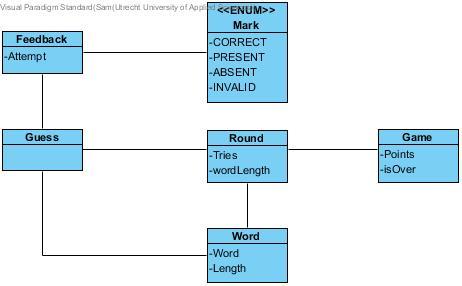 Visual Paradigm Standard(Sam(Utrecht University of Applied
<<ENUM>>
Mark
-CORRECT
-PRESENT
-ABSENT
-INVALID
Feedback
-Attempt
Guess
Round
-Tries
-wordLength
Game
-Points
-isOver
Word
-Word
-Length